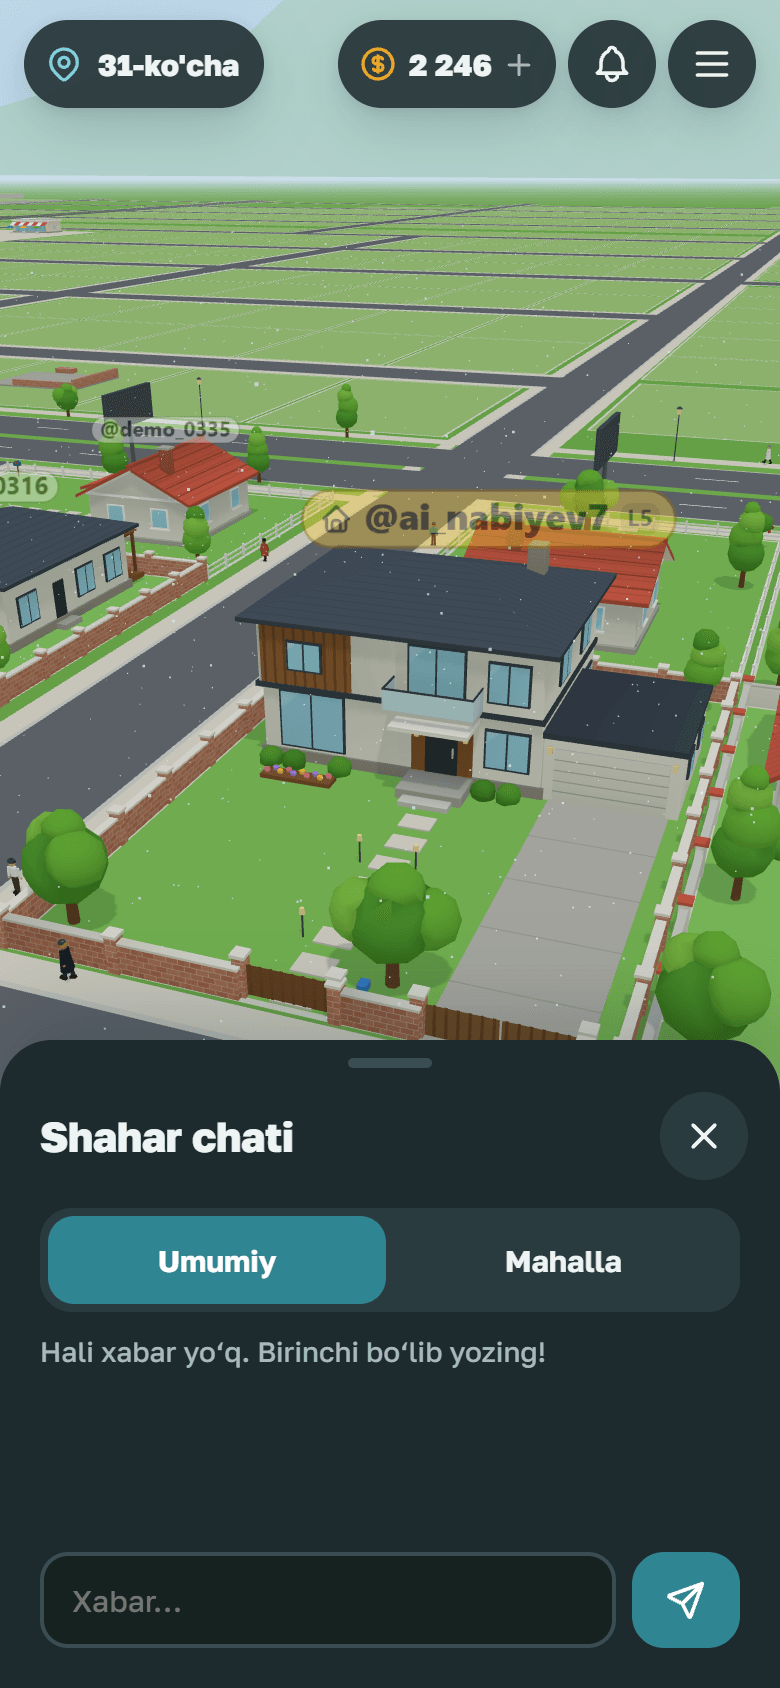 31-ko'cha
2 246 +
@demo_0335
0316
@ai_nabiyev7 L5
Shahar chati
Umumiy
Mahalla
Hali xabar yo‘q. Birinchi bo‘lib yozing!
Xabar...